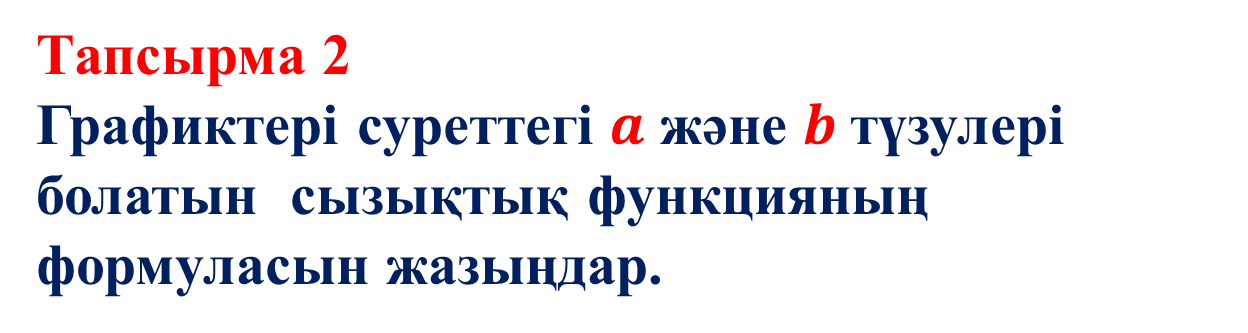 Тапсырма 2
Графиктері суреттегі a және b түзулері
болатын сызықтық функцияның
формуласын жазыңдар.